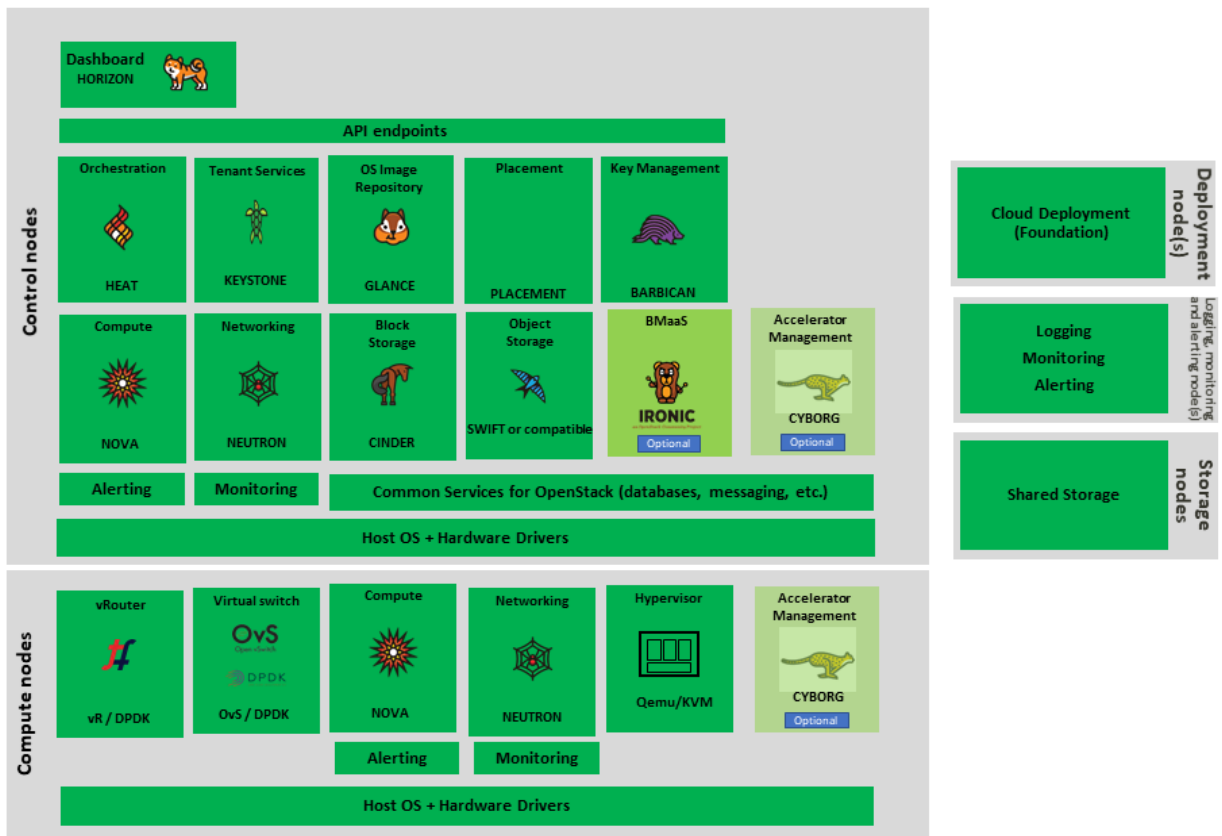 Control nodes
Dashboard
HORIZON
API endpoints
Orchestration
HEAT
Tenant Services
KEYSTONE
OS Image
Repository
GLANCE
Placement
PLACEMENT
Key Management
BARBICAN
Compute
NOVA
Networking
NEUTRON
Block
Storage
CINDER
Object
Storage
SWIFT or compatible
BMaaS
IRONIC
Optional
Accelerator
Management
CYBORG
Optional
Alerting
Monitoring
Common Services for OpenStack (databases, messaging, etc.)
Host OS + Hardware Drivers
Compute nodes
vRouter
vR / DPDK
Virtual switch
OvS
Open vSwitch
DPDK
OvS / DPDK
Compute
NOVA
Networking
NEUTRON
Hypervisor
Qemu/KVM
Accelerator
Management
CYBORG
Optional
Alerting
Monitoring
Host OS + Hardware Drivers
Cloud Deployment
(Foundation)
Deployment
node(s)
Logging
Monitoring
Alerting
Logging, monitoring
and alerting node(s)
Shared Storage
Storage
nodes